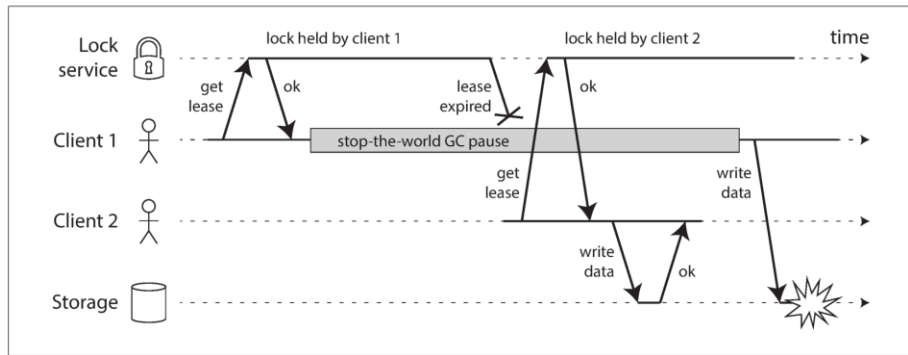 lock held by client 1
lock held by client 2
time
Lock
service
get
lease
ok
lease
expired
ok
Client 1
stop-the-world GC pause
get
lease
write
data
Client 2
write
data
ok
Storage